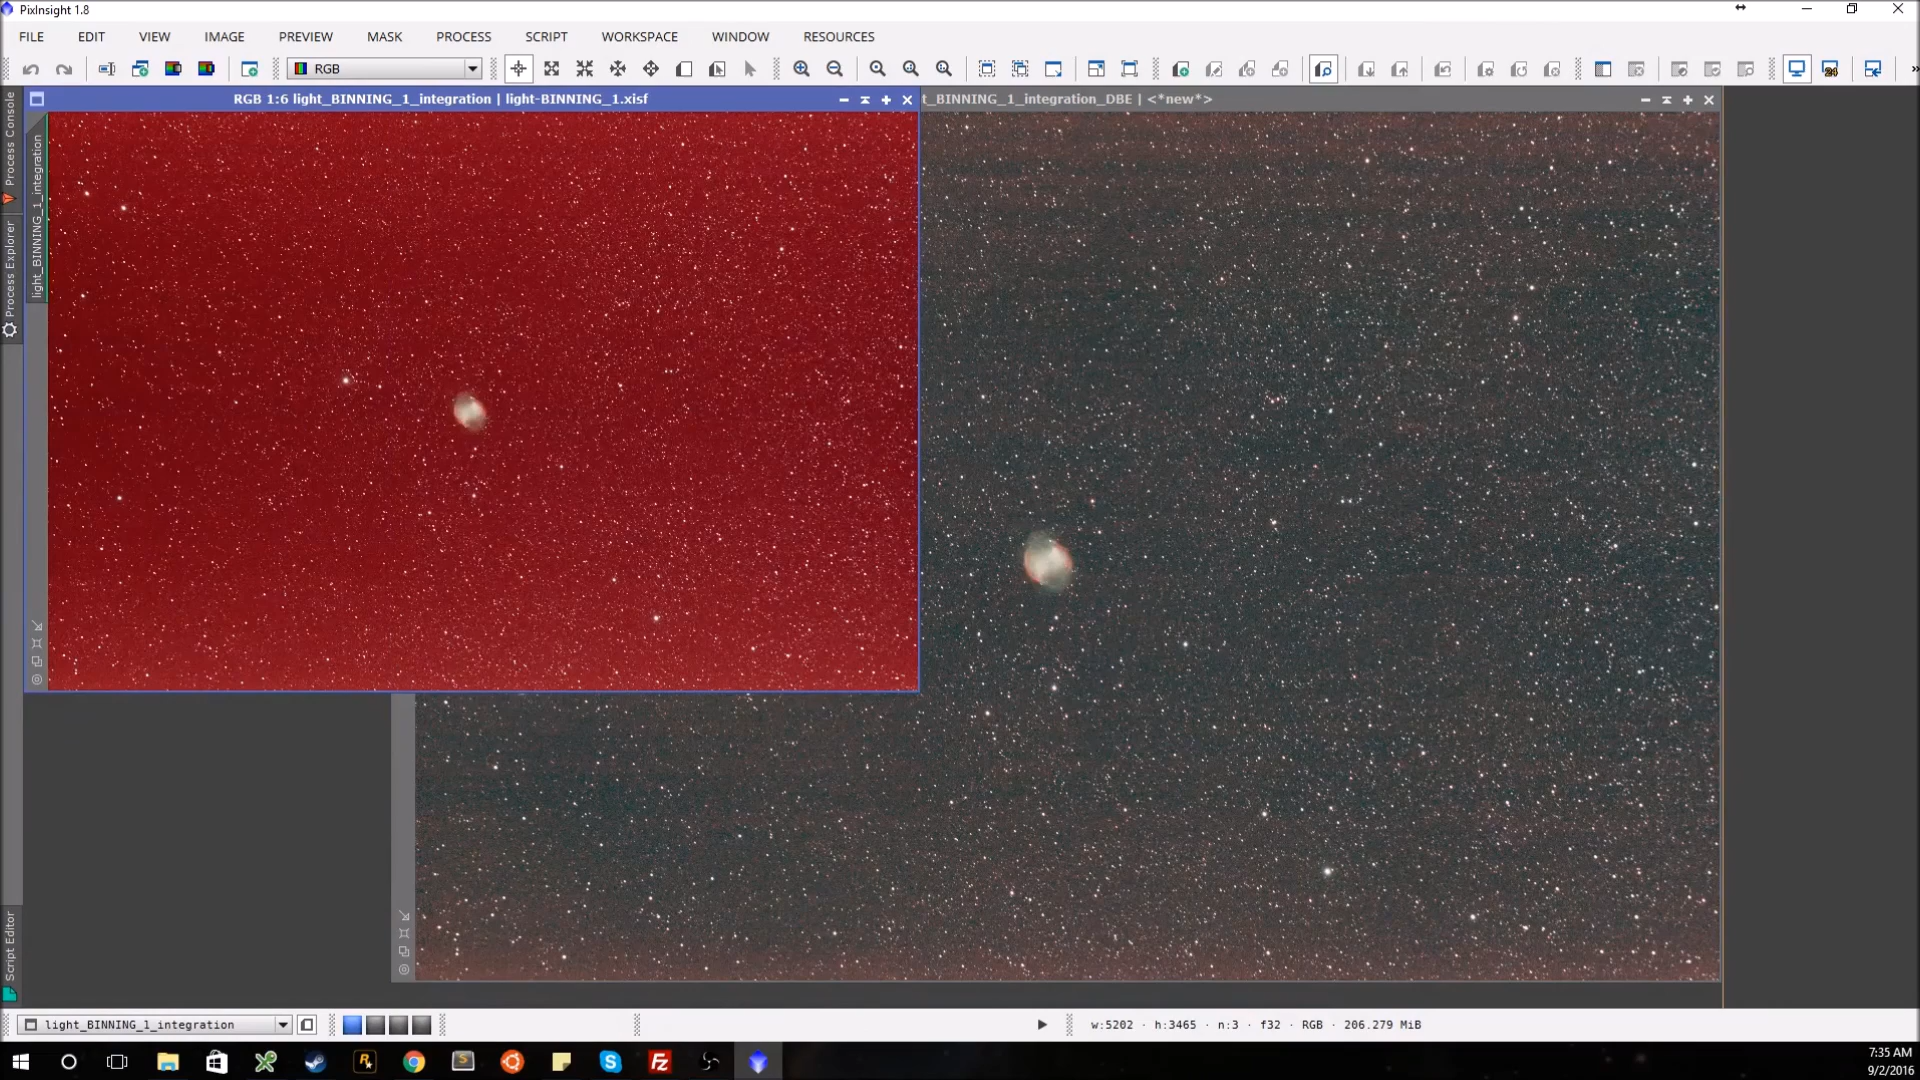 PixInsight 1.8
FILE EDIT VIEW IMAGE PREVIEW MASK PROCESS SCRIPT WORKSPACE WINDOW RESOURCES
RGB
RGB 1:6 light_BINNING_1_integration | light-BINNING_1.xisf
t_BINNING_1_integration_DBE | <*new*>
Process Console
light_BINNING_1_integration
Process Explorer
Script Editor
light_BINNING_1_integration
w:5202 · h:3465 · n:3 · f32 · RGB · 206.279 MiB
7:35 AM
9/2/2016